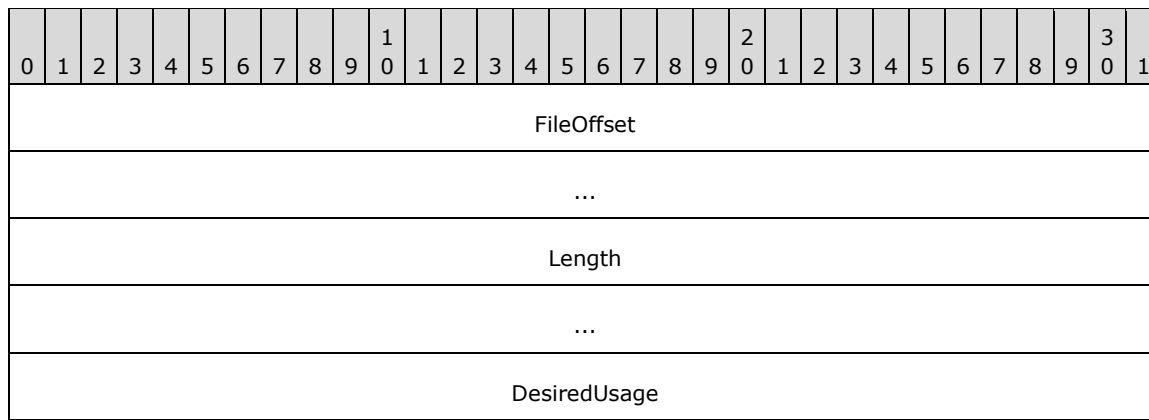 1 2 3
0 1 2 3 4 5 6 7 8 9 0 1 2 3 4 5 6 7 8 9 0 1 2 3 4 5 6 7 8 9 0 1
FileOffset
...
Length
...
DesiredUsage